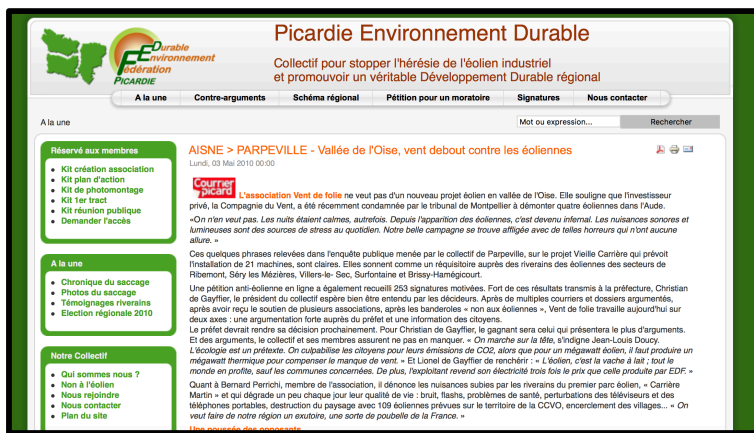 Durable
Environnement
Fédération
PICARDIE
Picardie Environnement Durable
Collectif pour stopper l'hérésie de l'éolien industriel
et promouvoir un véritable Développement Durable régional
A la une Contre-arguments Schéma régional Pétition pour un moratoire Signatures Nous contacter
A la une
Mot ou expression... Rechercher
Réservé aux membres
Kit création association
Kit plan d'action
Kit de photomontage
Kit 1er tract
Kit réunion publique
Demander l'accès
A la une
Chronique du saccage
Photos du saccage
Témoignages riverains
Election régionale 2010
Notre Collectif
Qui sommes nous ?
Non à l'éolien
Nous rejoindre
Nous contacter
Plan du site
AISNE > PARPEVILLE - Vallée de l'Oise, vent debout contre les éoliennes
Lundi, 03 Mai 2010 00:00
Courrier picard L'association Vent de folie ne veut pas d'un nouveau projet éolien en vallée de l'Oise. Elle souligne que l'investisseur
privé, la Compagnie du Vent, a été récemment condamnée par le tribunal de Montpellier à démonter quatre éoliennes dans l'Aude.
«On n'en veut pas. Les nuits étaient calmes, autrefois. Depuis l'apparition des éoliennes, c'est devenu infernal. Les nuisances sonores et
lumineuses sont des sources de stress au quotidien. Notre belle campagne se trouve affligée avec de telles horreurs qui n'ont aucune
allure. »
Ces quelques phrases relevées dans l'enquête publique menée par le collectif de Parpeville, sur le projet Vieille Carrière qui prévoit
l'installation de 21 machines, sont claires. Elles sonnent comme un réquisitoire auprès des riverains des éoliennes des secteurs de
Ribemont, Séry les Mézières, Villers-le- Sec, Surfontaine et Brissy-Hamégicourt.
Une pétition anti-éolienne en ligne a également recueilli 253 signatures motivées. Fort de ces résultats transmis à la préfecture, Christian
de Gayffier, le président du collectif espère bien être entendu par les décideurs. Après de multiples courriers et dossiers argumentés,
après avoir reçu le soutien de plusieurs associations, après les banderoles « non aux éoliennes », Vent de folie travaille aujourd'hui sur
deux axes : une argumentation forte auprès du préfet et une information des citoyens.
Le préfet devrait rendre sa décision prochainement. Pour Christian de Gayffier, le gagnant sera celui qui présentera le plus d'arguments.
Et des arguments, le collectif et ses membres assurent ne pas en manquer. « On marche sur la tête, s'indigne Jean-Louis Doucy.
L'écologie est un prétexte. On culpabilise les citoyens pour leurs émissions de CO2, alors que pour un mégawatt éolien, il faut produire un
mégawatt thermique pour compenser le manque de vent. » Et Lionel de Gayffier de renchérir : « L'éolien, c'est la vache à lait ; tout le
monde en profite, sauf les communes concernées. De plus, l'exploitant revend son électricité trois fois le prix que celle produite par EDF. »
Quant à Bernard Perrichi, membre de l'association, il dénonce les nuisances subies par les riverains du premier parc éolien, « Carrière
Martin » et qui dégrade un peu chaque jour leur qualité de vie : bruit, flashs, problèmes de santé, perturbations des téléviseurs et des
téléphones portables, destruction du paysage avec 109 éoliennes prévues sur le territoire de la CCVO, encerclement des villages... « On
veut faire de notre région un exutoire, une sorte de poubelle de la France. »
Une poussée des opposants